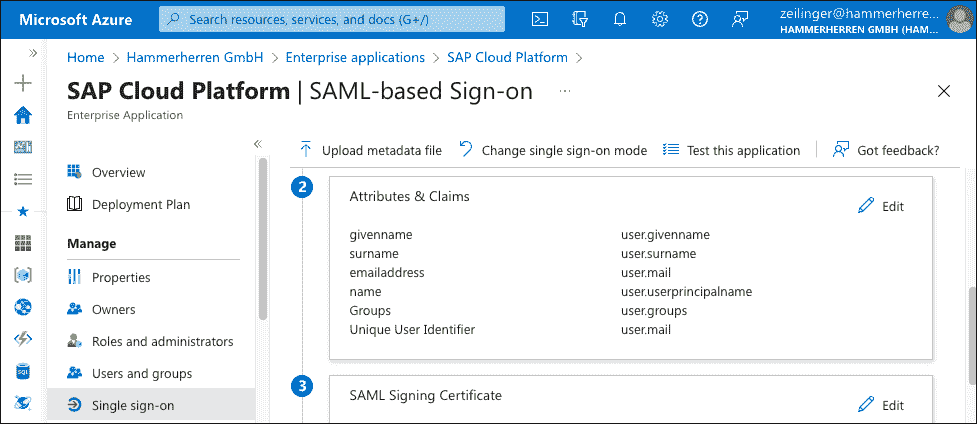 Microsoft Azure
Search resources, services, and docs (G+/)
zeilinger@hammerherre...
HAMMERHERREN GMBH (HAM...
Home > Hammerherren GmbH > Enterprise applications > SAP Cloud Platform >
SAP Cloud Platform | SAML-based Sign-on ...
Enterprise Application
Upload metadata file Change single sign-on mode Test this application Got feedback?
Overview
Deployment Plan
Manage
Properties
Owners
Roles and administrators
Users and groups
Single sign-on
2
Attributes & Claims
Edit
givenname user.givenname
surname user.surname
emailaddress user.mail
name user.userprincipalname
Groups user.groups
Unique User Identifier user.mail
3
SAML Signing Certificate
Edit